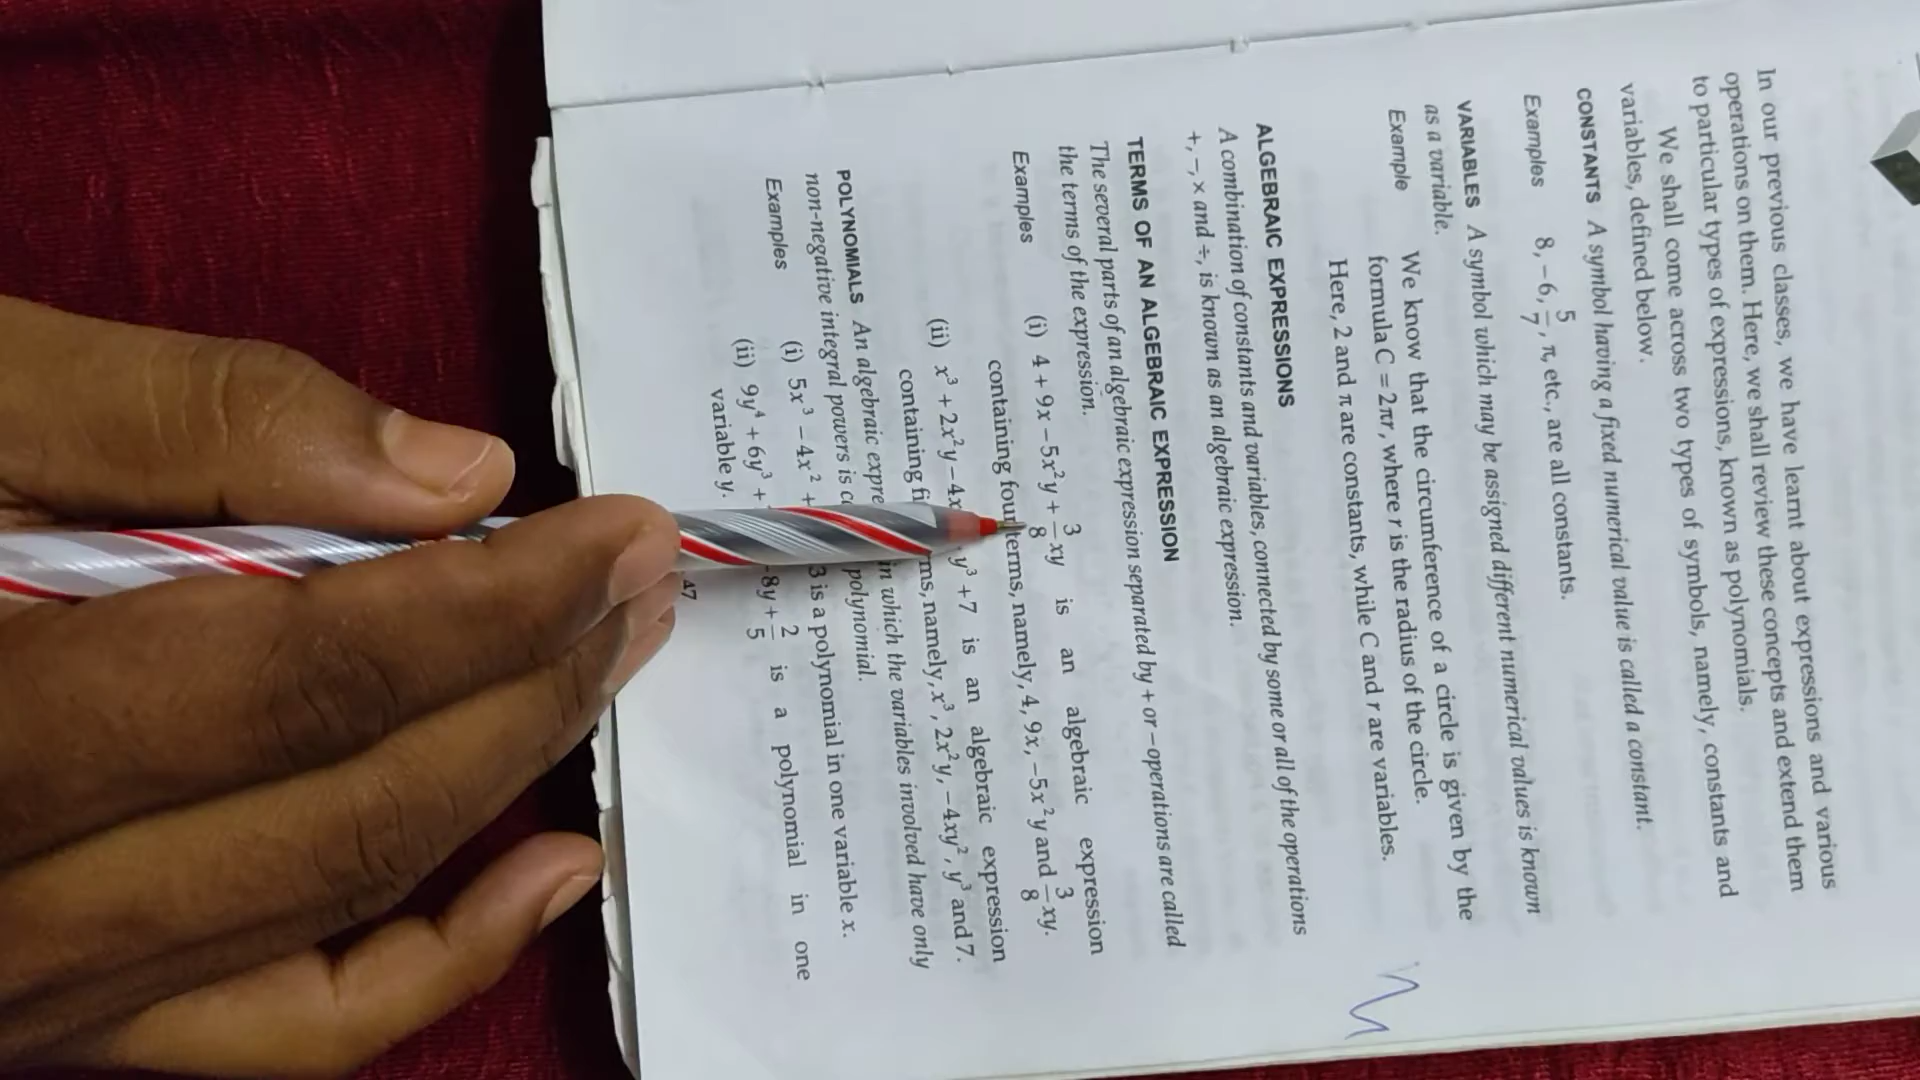 In our previous classes, we have learnt about expressions and various
operations on them. Here, we shall review these concepts and extend them
to particular types of expressions, known as polynomials.
We shall come across two types of symbols, namely, constants and
variables, defined below.
CONSTANTS A symbol having a fixed numerical value is called a constant.
Examples 8, −6, 5/7, π, etc., are all constants.
VARIABLES A symbol which may be assigned different numerical values is known
as a variable.
Example We know that the circumference of a circle is given by the
formula C = 2πr, where r is the radius of the circle.
Here, 2 and π are constants, while C and r are variables.
ALGEBRAIC EXPRESSIONS
A combination of constants and variables, connected by some or all of the operations
+, −, × and ÷, is known as an algebraic expression.
TERMS OF AN ALGEBRAIC EXPRESSION
The several parts of an algebraic expression separated by + or − operations are called
the terms of the expression.
Examples (i) 4 + 9x − 5x²y + 3/8 xy is an algebraic expression
containing four terms, namely, 4, 9x, −5x²y and 3/8 xy.
(ii) x³ + 2x²y − 4x y³ + 7 is an algebraic expression
containing namely, x³, 2x²y, −4xy², y³ and 7.
POLYNOMIALS An algebraic in which the variables involved have only
non-negative integral powers is polynomial.
Examples (i) 5x³ − 4x² + 3 is a polynomial in one variable x.
(ii) 9y⁴ + 6y³ + 8y + 2/5 is a polynomial in one
variable y.
47